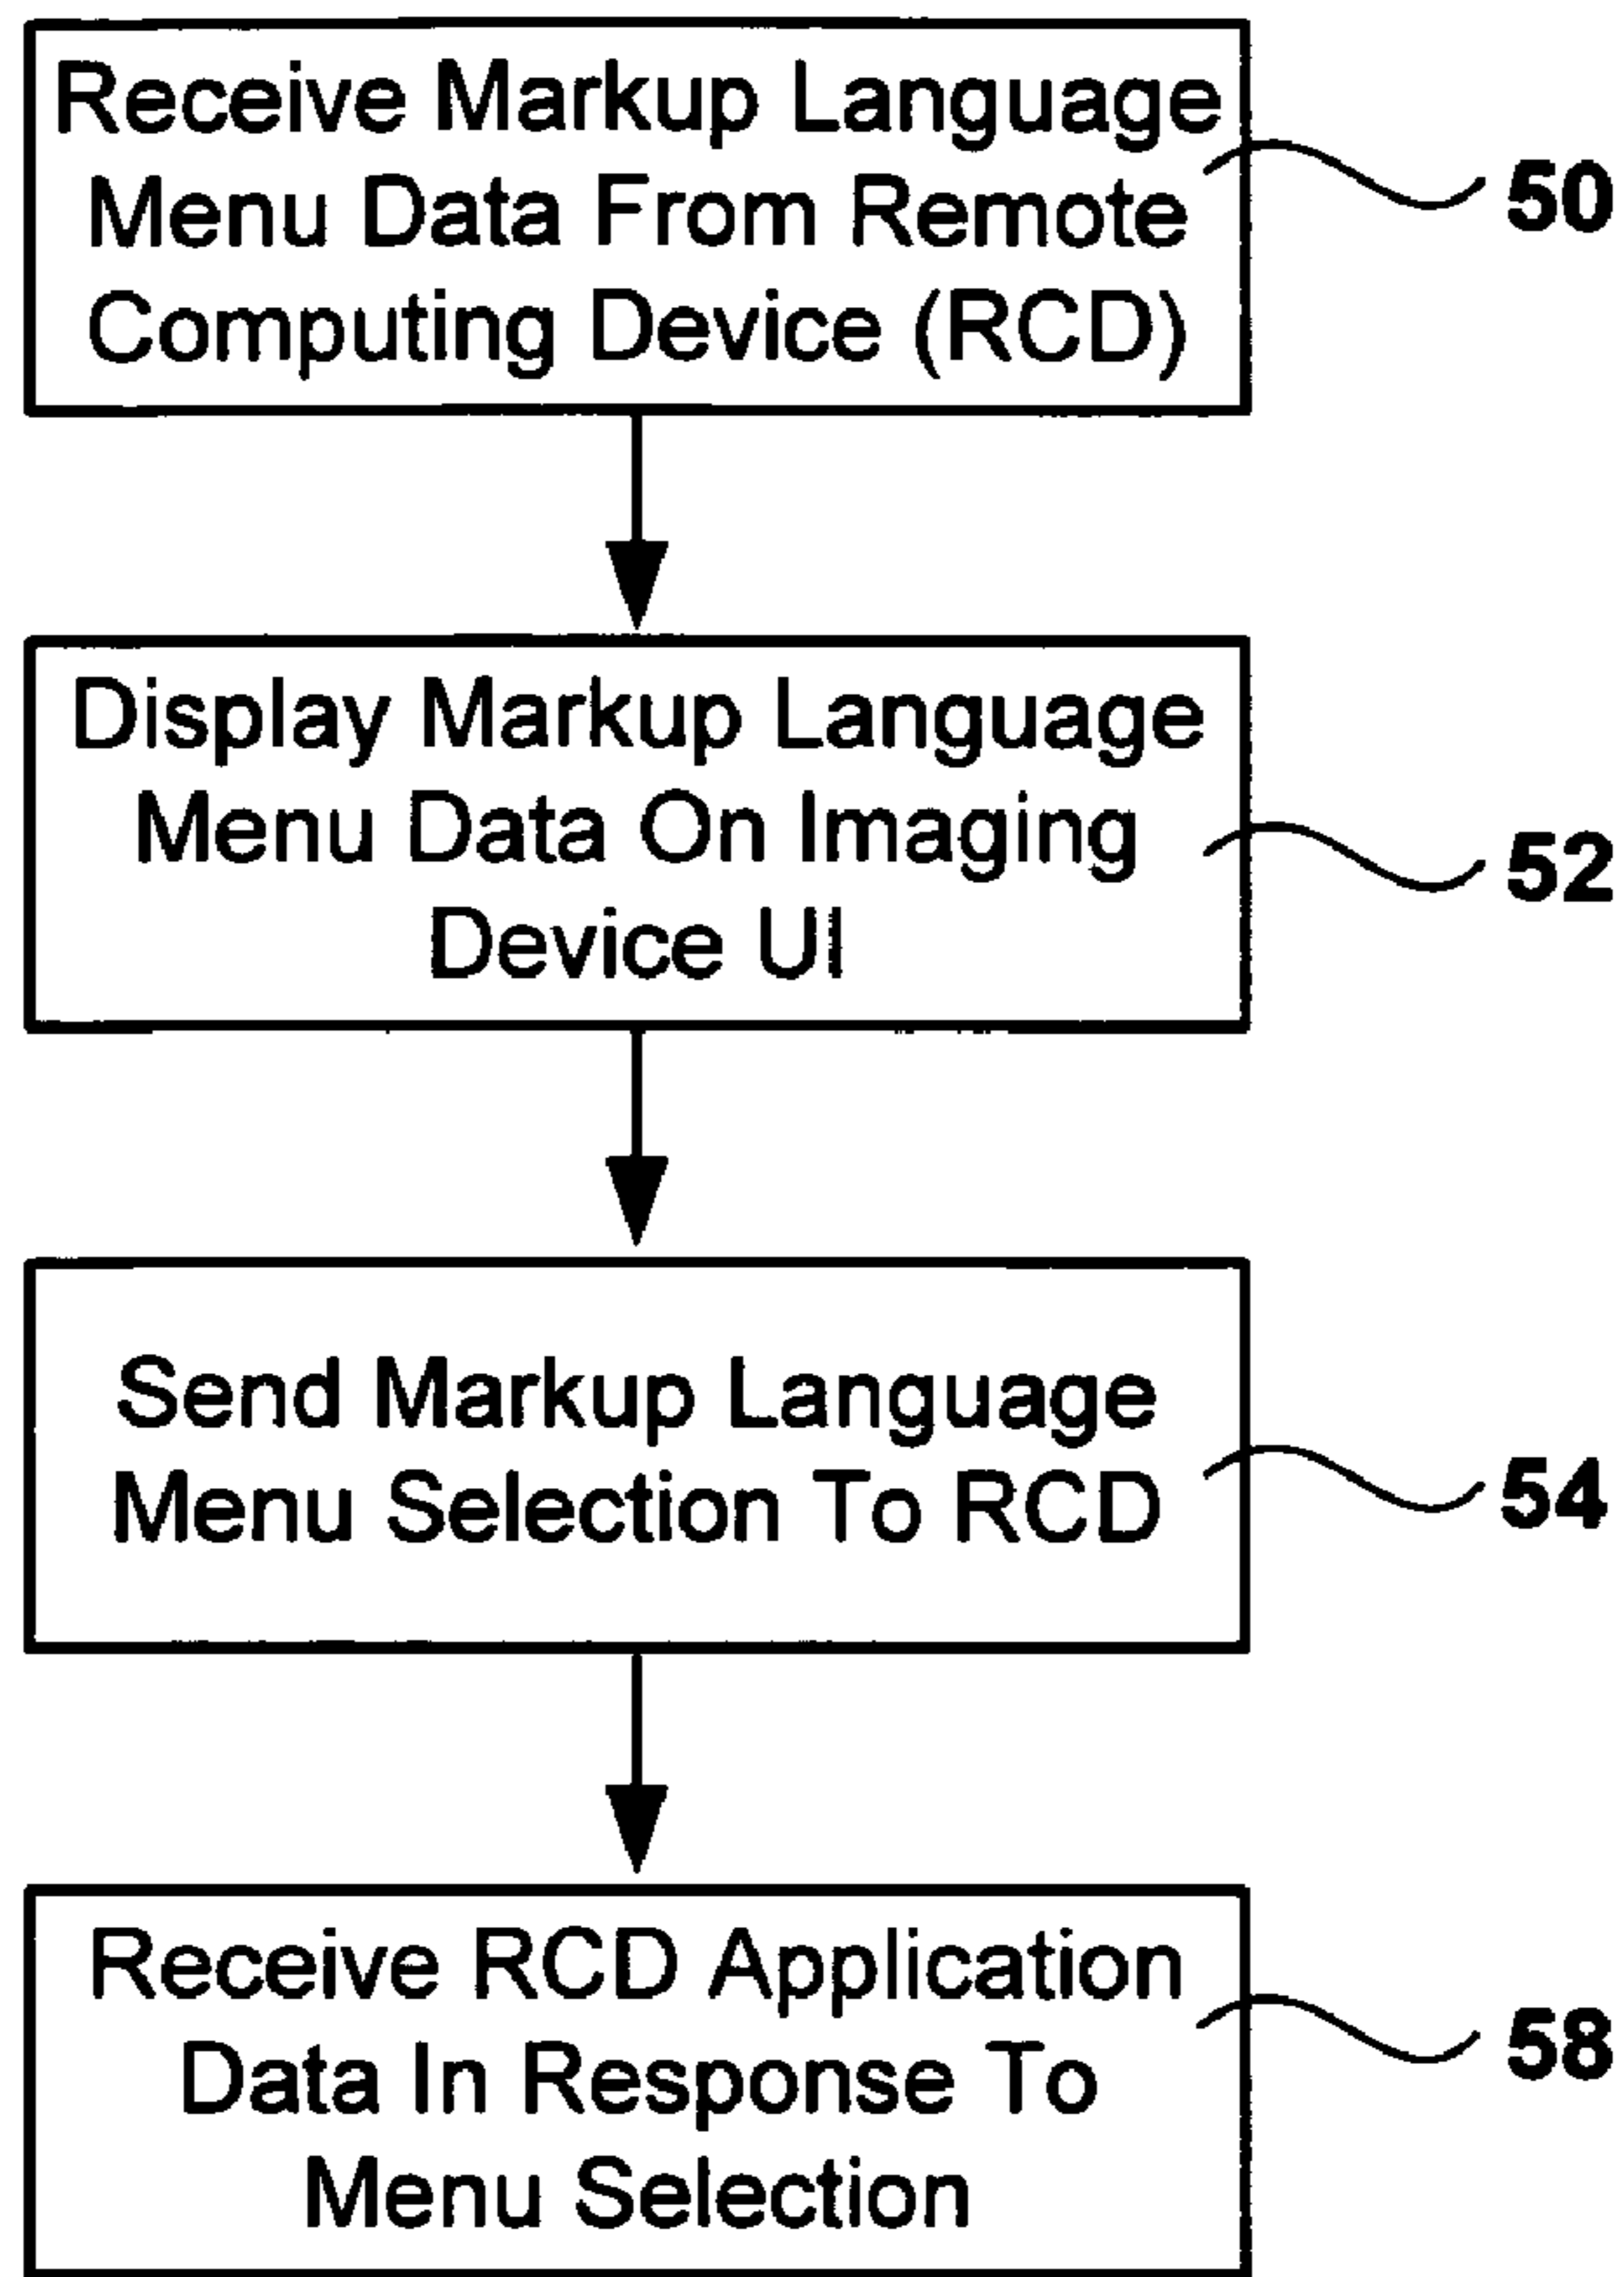 Receive Markup Language
Menu Data From Remote
Computing Device (RCD)
50
Display Markup Language
Menu Data On Imaging
Device UI
52
Send Markup Language
Menu Selection To RCD
54
Receive RCD Application
Data In Response To
Menu Selection
58